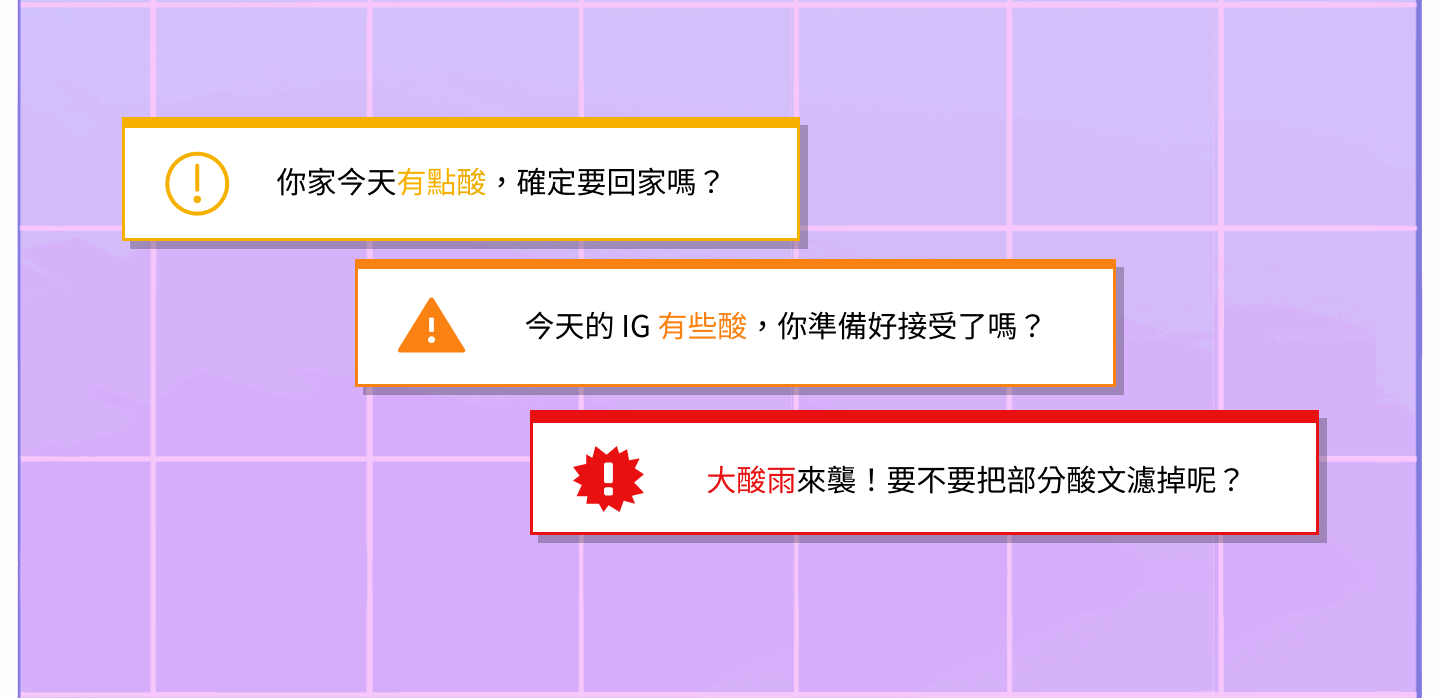 你家今天有點酸，確定要回家嗎？
今天的 IG 有些酸，你準備好接受了嗎？
大酸雨來襲！要不要把部分酸文濾掉呢？